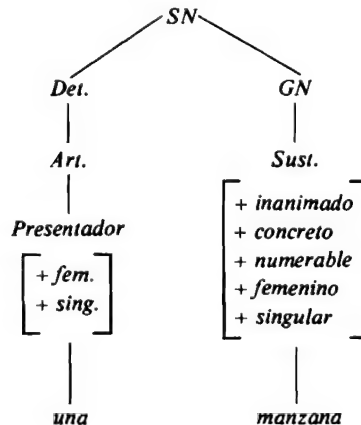 SN
Det. GN
Art. Sust.
Presentador
+ fem.
+ sing.
+ inanimado
+ concreto
+ numerable
+ femenino
+ singular
una manzana